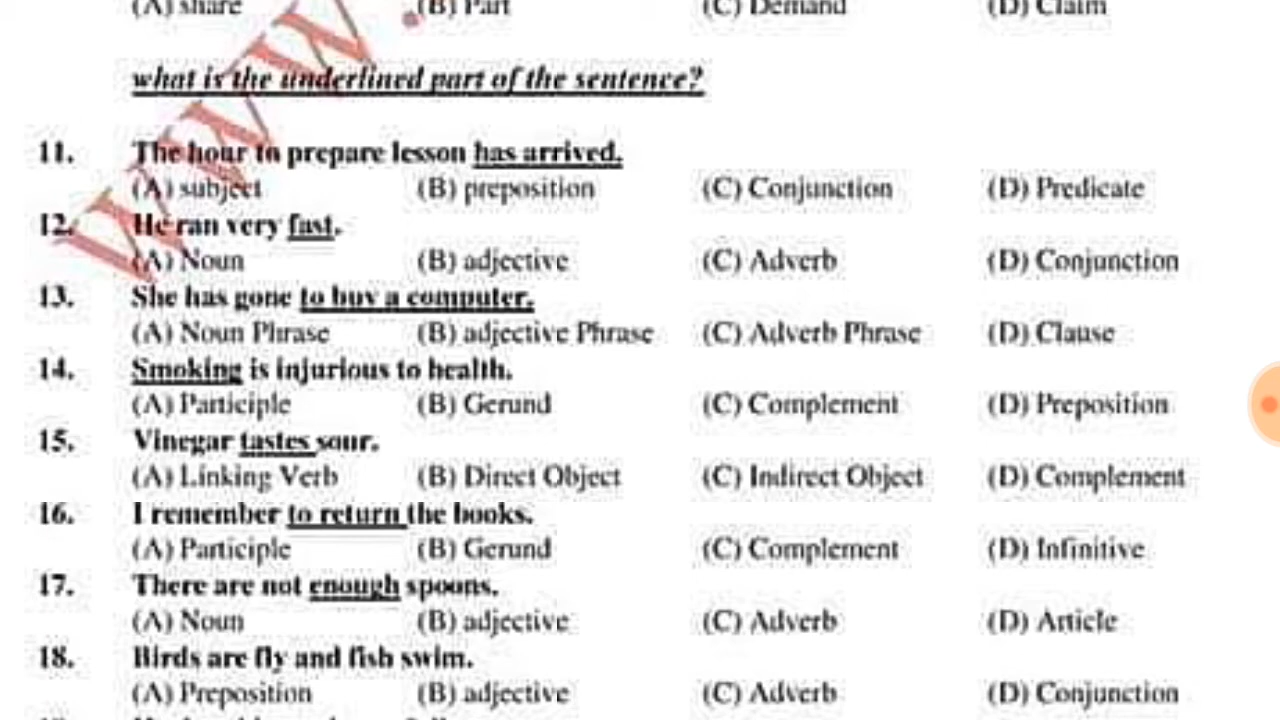 (A) share (B) Part (C) Demand (D) Claim
what is the underlined part of the sentence?
11. The hour to prepare lesson has arrived.
(A) subject (B) preposition (C) Conjunction (D) Predicate
12. He ran very fast.
(A) Noun (B) adjective (C) Adverb (D) Conjunction
13. She has gone to buy a computer.
(A) Noun Phrase (B) adjective Phrase (C) Adverb Phrase (D) Clause
14. Smoking is injurious to health.
(A) Participle (B) Gerund (C) Complement (D) Preposition
15. Vinegar tastes sour.
(A) Linking Verb (B) Direct Object (C) Indirect Object (D) Complement
16. I remember to return the books.
(A) Participle (B) Gerund (C) Complement (D) Infinitive
17. There are not enough spoons.
(A) Noun (B) adjective (C) Adverb (D) Article
18. Birds are fly and fish swim.
(A) Preposition (B) adjective (C) Adverb (D) Conjunction
WWW.